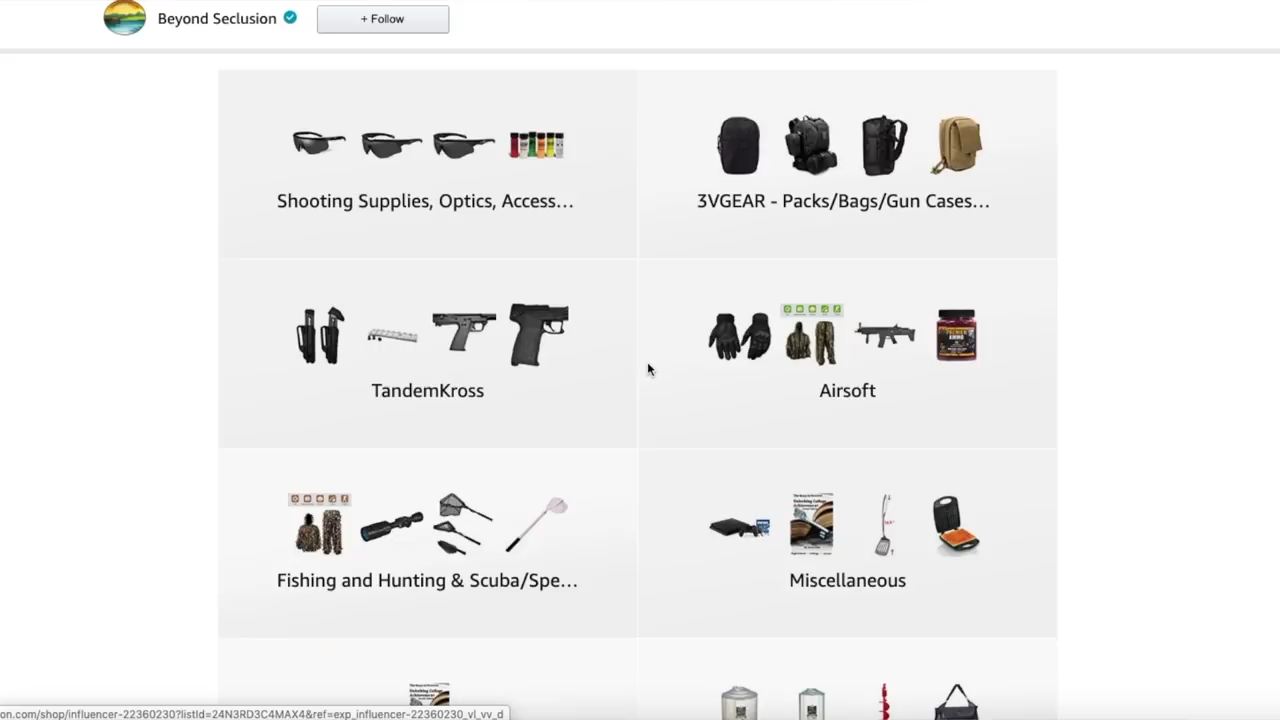 Beyond Seclusion
+ Follow
Shooting Supplies, Optics, Access...
3VGEAR - Packs/Bags/Gun Cases...
TandemKross
Airsoft
Fishing and Hunting & Scuba/Spe...
Miscellaneous
on.com/shop/influencer-22360230?listId=24N3RD3C4MAX4&ref=exp_influencer-22360230_vl_vv_d